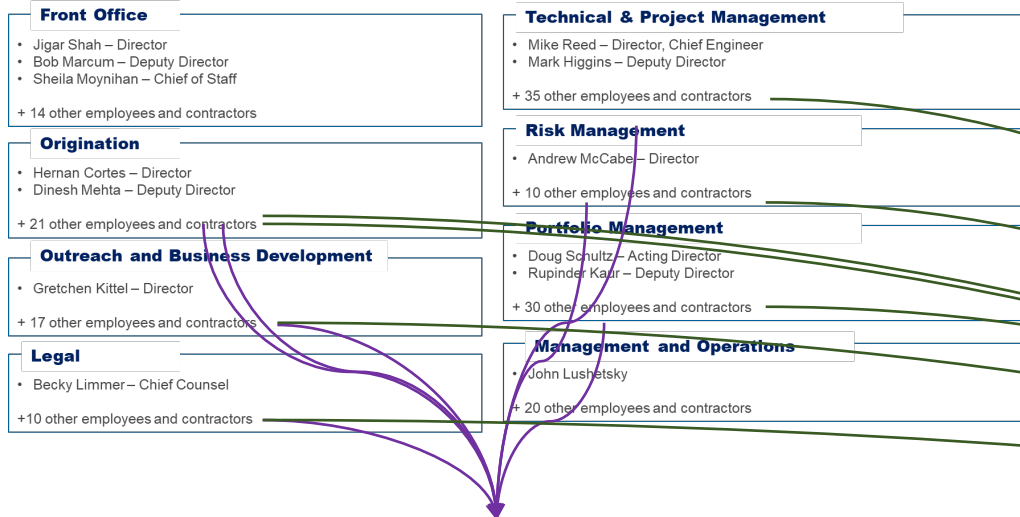 Front Office
• Jigar Shah – Director
• Bob Marcum – Deputy Director
• Sheila Moynihan – Chief of Staff
+ 14 other employees and contractors
Origination
• Hernan Cortes – Director
• Dinesh Mehta – Deputy Director
+ 21 other employees and contractors
Outreach and Business Development
• Gretchen Kittel – Director
+ 17 other employees and contractors
Legal
• Becky Limmer – Chief Counsel
+10 other employees and contractors
Technical & Project Management
• Mike Reed – Director, Chief Engineer
• Mark Higgins – Deputy Director
+ 35 other employees and contractors
Risk Management
• Andrew McCabe – Director
+ 10 other employees and contractors
Portfolio Management
• Doug Schultz – Acting Director
• Rupinder Kaur – Deputy Director
+ 30 other employees and contractors
Management and Operations
• John Lushetsky
+ 20 other employees and contractors